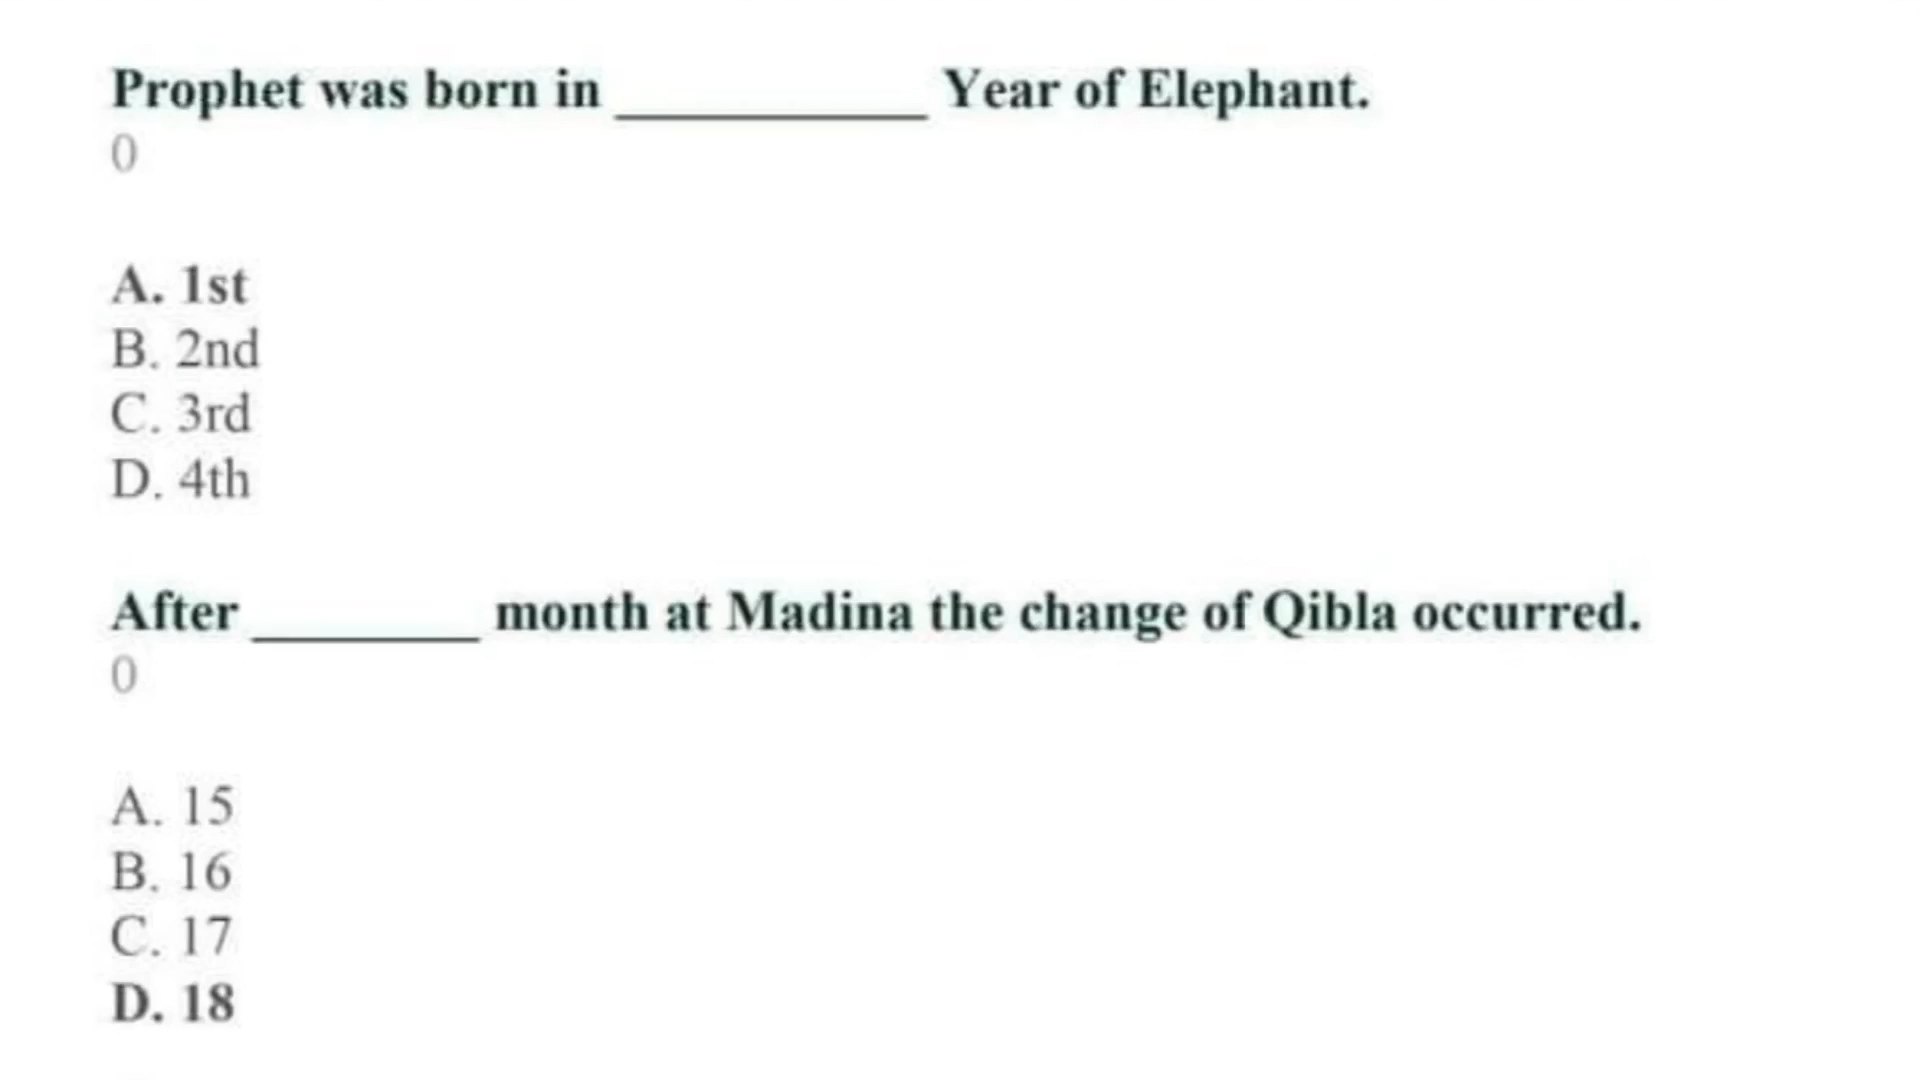 Prophet was born in ___________ Year of Elephant.
0
A. 1st
B. 2nd
C. 3rd
D. 4th
After ________ month at Madina the change of Qibla occurred.
0
A. 15
B. 16
C. 17
D. 18